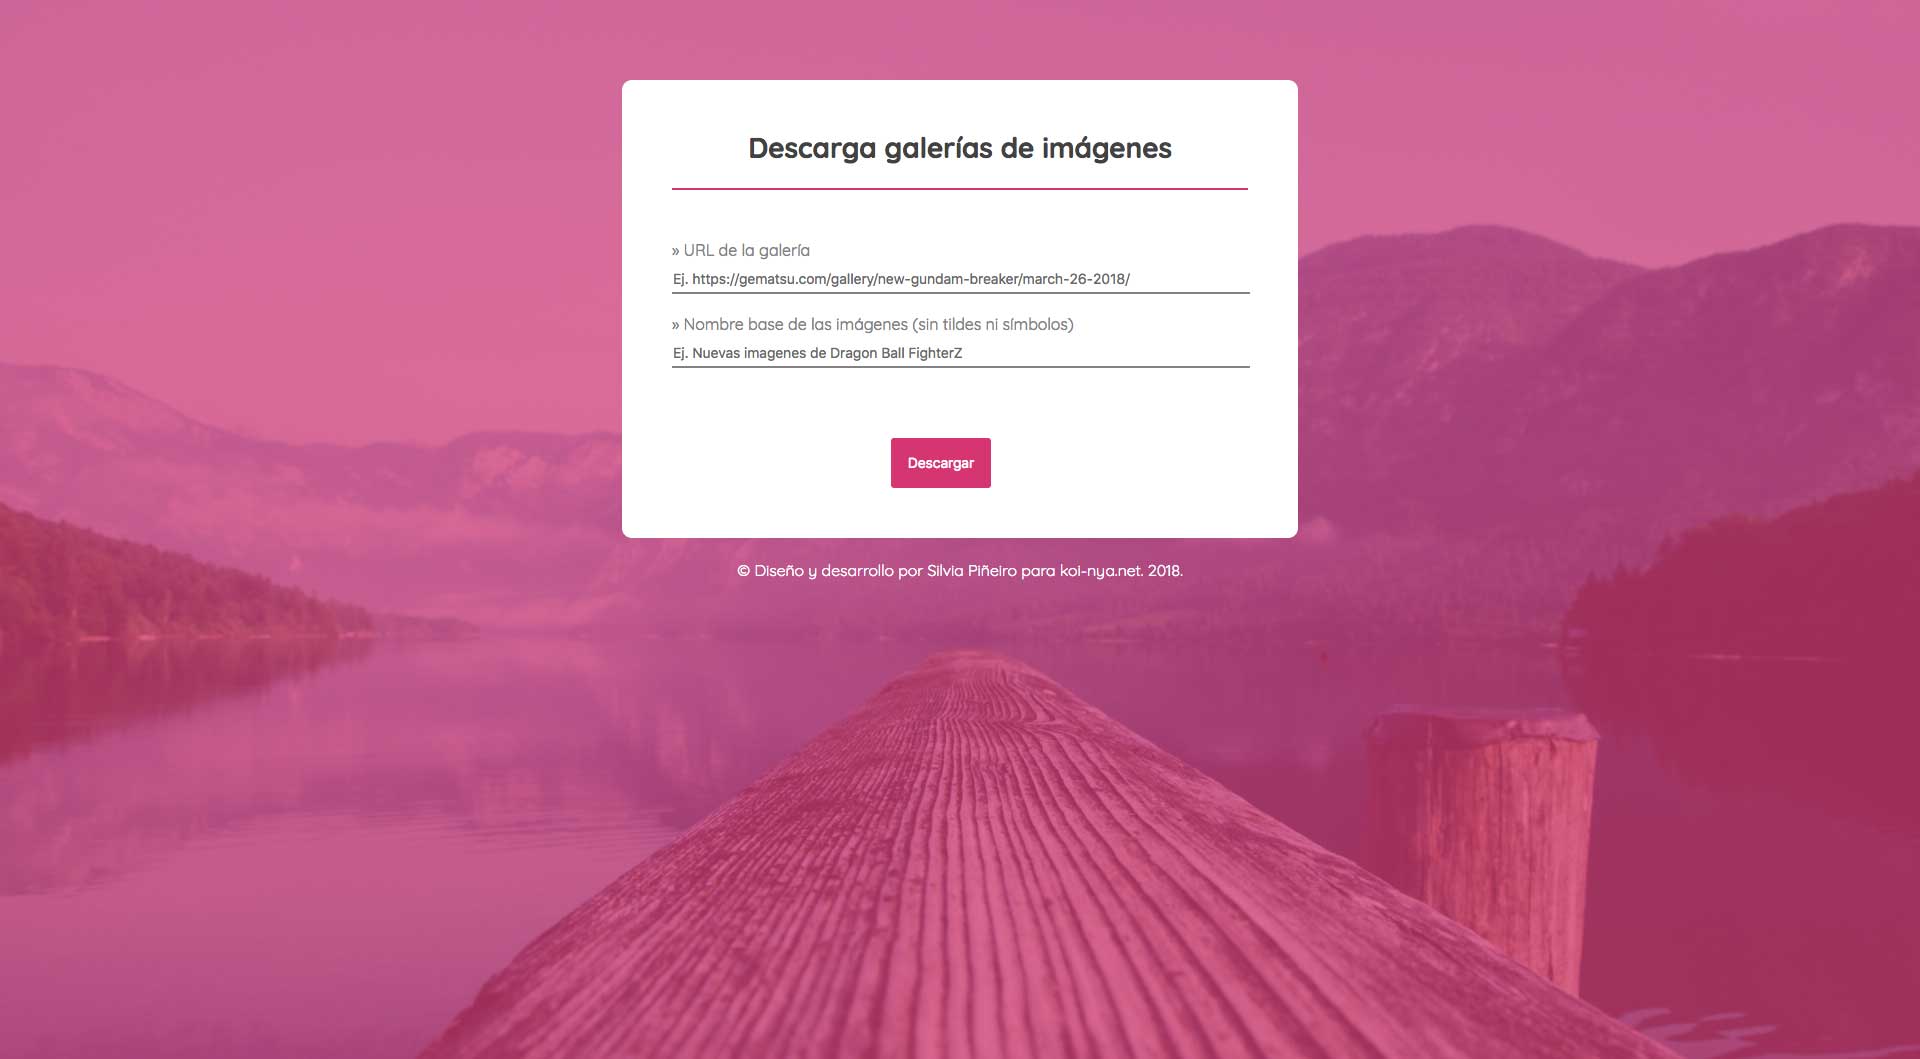 Descarga galerías de imágenes
» URL de la galería
Ej. https://gematsu.com/gallery/new-gundam-breaker/march-26-2018/
» Nombre base de las imágenes (sin tildes ni símbolos)
Ej. Nuevas imagenes de Dragon Ball FighterZ
Descargar
© Diseño y desarrollo por Silvia Piñeiro para koi-nya.net. 2018.